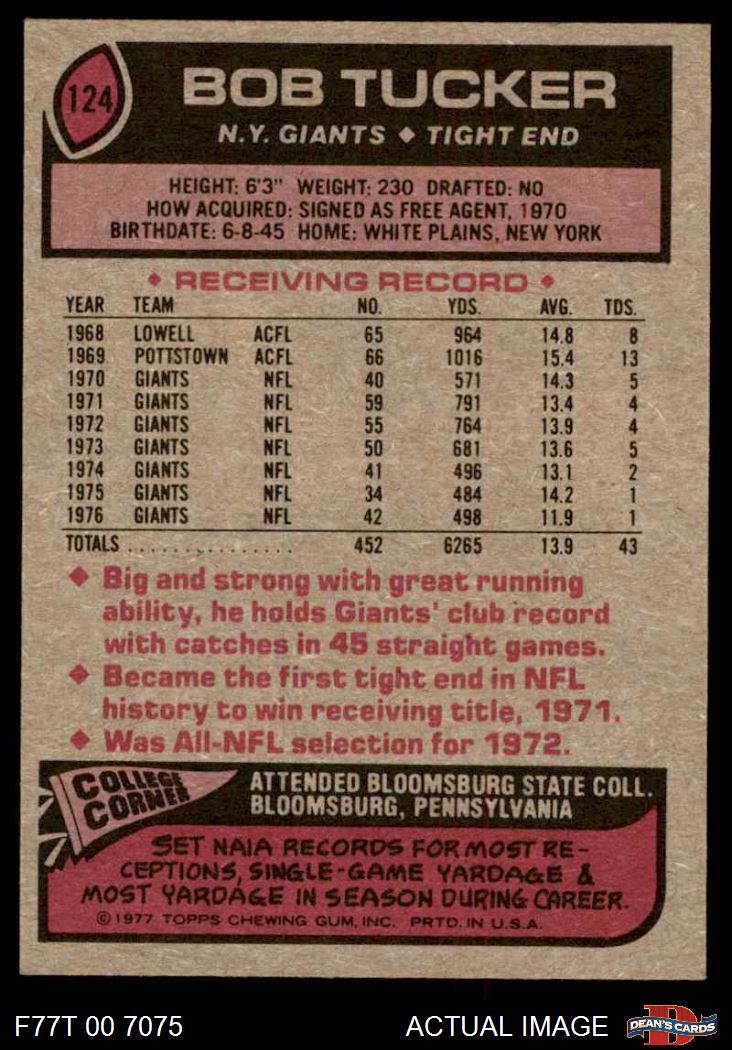 124
BOB TUCKER
N.Y. GIANTS ♦ TIGHT END
HEIGHT: 6'3" WEIGHT: 230 DRAFTED: NO
HOW ACQUIRED: SIGNED AS FREE AGENT, 1970
BIRTHDATE: 6-8-45 HOME: WHITE PLAINS, NEW YORK
♦ RECEIVING RECORD ♦
YEAR TEAM NO. YDS. AVG. TDS.
1968 LOWELL ACFL 65 964 14.8 8
1969 POTTSTOWN ACFL 66 1016 15.4 13
1970 GIANTS NFL 40 571 14.3 5
1971 GIANTS NFL 59 791 13.4 4
1972 GIANTS NFL 55 764 13.9 4
1973 GIANTS NFL 50 681 13.6 5
1974 GIANTS NFL 41 496 13.1 2
1975 GIANTS NFL 34 484 14.2 1
1976 GIANTS NFL 42 498 11.9 1
TOTALS ............... 452 6265 13.9 43
♦ Big and strong with great running
ability, he holds Giants' club record
with catches in 45 straight games.
♦ Became the first tight end in NFL
history to win receiving title, 1971.
♦ Was All-NFL selection for 1972.
COLLEGE
CORNER
ATTENDED BLOOMSBURG STATE COLL.
BLOOMSBURG, PENNSYLVANIA
SET NAIA RECORDS FOR MOST RE-
CEPTIONS, SINGLE-GAME YARDAGE &
MOST YARDAGE IN SEASON DURING CAREER.
© 1977 TOPPS CHEWING GUM, INC. PRTD. IN U.S.A.
F77T 00 7075
ACTUAL IMAGE
D
DEAN'S CARDS